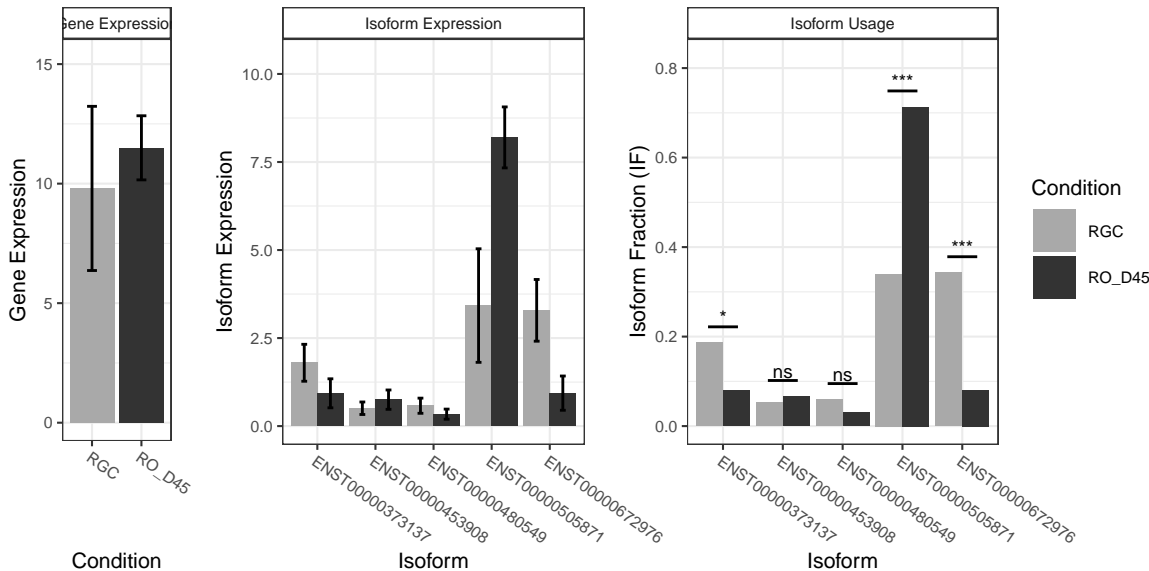 Gene Expression
Isoform Expression
Isoform Usage
Gene Expression
15
10
5
0
RGC
RO_D45
Condition
Isoform Expression
10.0
7.5
5.0
2.5
0.0
ENST00000373137
ENST00000453908
ENST00000480549
ENST00000505871
ENST00000672976
Isoform
Isoform Fraction (IF)
0.8
0.6
0.4
0.2
0.0
*
ns
ns
***
***
ENST00000373137
ENST00000453908
ENST00000480549
ENST00000505871
ENST00000672976
Isoform
Condition
RGC
RO_D45